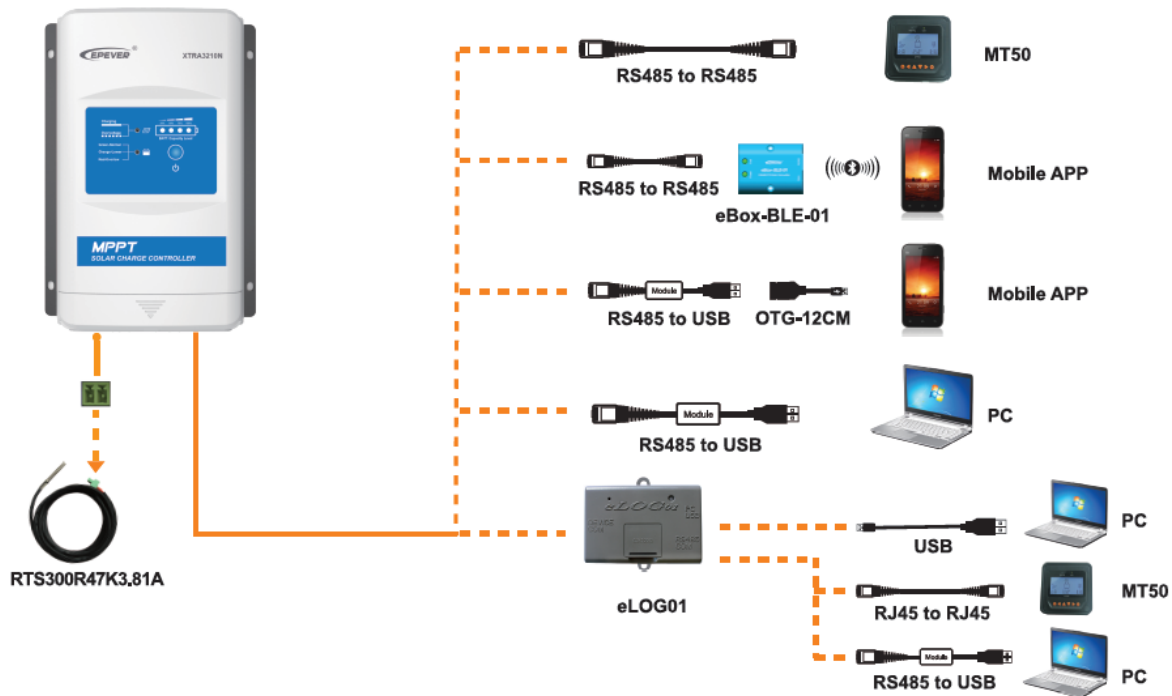 EPEVER ®
XTRA3210N
MPPT
SOLAR CHARGE CONTROLLER
RTS300R47K3.81A
RS485 to RS485
MT50
RS485 to RS485
eBox-BLE-01
Mobile APP
Module
RS485 to USB
OTG-12CM
Mobile APP
Module
RS485 to USB
PC
eLOG01
eLOG01
USB
PC
RJ45 to RJ45
MT50
Module
RS485 to USB
PC